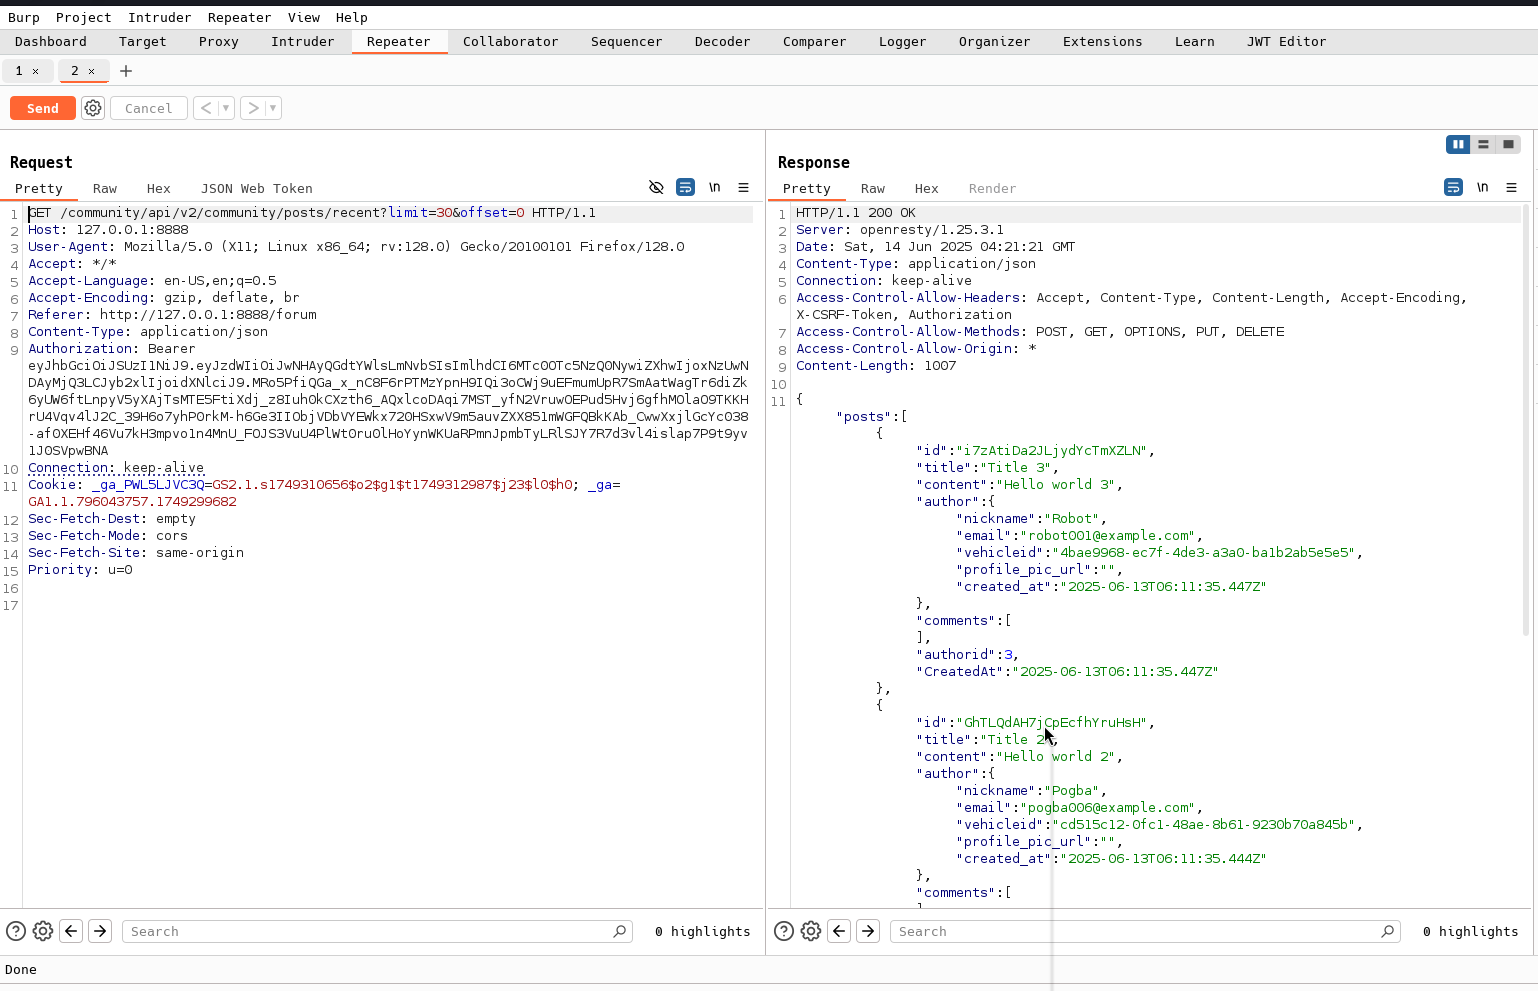 Burp Project Intruder Repeater View Help
Dashboard Target Proxy Intruder Repeater Collaborator Sequencer Decoder Comparer Logger Organizer Extensions Learn JWT Editor
1 × 2 × +
Send Cancel < >
Request
Pretty Raw Hex JSON Web Token \n
1 GET /community/api/v2/community/posts/recent?limit=30&offset=0 HTTP/1.1
2 Host: 127.0.0.1:8888
3 User-Agent: Mozilla/5.0 (X11; Linux x86_64; rv:128.0) Gecko/20100101 Firefox/128.0
4 Accept: */*
5 Accept-Language: en-US,en;q=0.5
6 Accept-Encoding: gzip, deflate, br
7 Referer: http://127.0.0.1:8888/forum
8 Content-Type: application/json
9 Authorization: Bearer
10 Connection: keep-alive
11 Cookie: _ga_PWL5LJVC3Q=GS2.1.s1749310656$o2$g1$t1749312987$j23$l0$h0; _ga=
GA1.1.796043757.1749299682
12 Sec-Fetch-Dest: empty
13 Sec-Fetch-Mode: cors
14 Sec-Fetch-Site: same-origin
15 Priority: u=0
16
17
Search 0 highlights
Response
Pretty Raw Hex Render \n
1 HTTP/1.1 200 OK
2 Server: openresty/1.25.3.1
3 Date: Sat, 14 Jun 2025 04:21:21 GMT
4 Content-Type: application/json
5 Connection: keep-alive
6 Access-Control-Allow-Headers: Accept, Content-Type, Content-Length, Accept-Encoding,
X-CSRF-Token, Authorization
7 Access-Control-Allow-Methods: POST, GET, OPTIONS, PUT, DELETE
8 Access-Control-Allow-Origin: *
9 Content-Length: 1007
10
11 {
"posts":[
{
"id":"i7zAtiDa2JLjydYcTmXZLN",
"title":"Title 3",
"content":"Hello world 3",
"author":{
"nickname":"Robot",
"email":"robot001@example.com",
"vehicleid":"4bae9968-ec7f-4de3-a3a0-ba1b2ab5e5e5",
"profile_pic_url":"",
"created_at":"2025-06-13T06:11:35.447Z"
},
"comments":[
],
"authorid":3,
"CreatedAt":"2025-06-13T06:11:35.447Z"
},
{
"id":"GhTLQdAH7jCpEcfhYruHsH",
"title":"Title 2",
"content":"Hello world 2",
"author":{
"nickname":"Pogba",
"email":"pogba006@example.com",
"vehicleid":"cd515c12-0fc1-48ae-8b61-9230b70a845b",
"profile_pic_url":"",
"created_at":"2025-06-13T06:11:35.444Z"
},
"comments":[
Search 0 highlights
Done